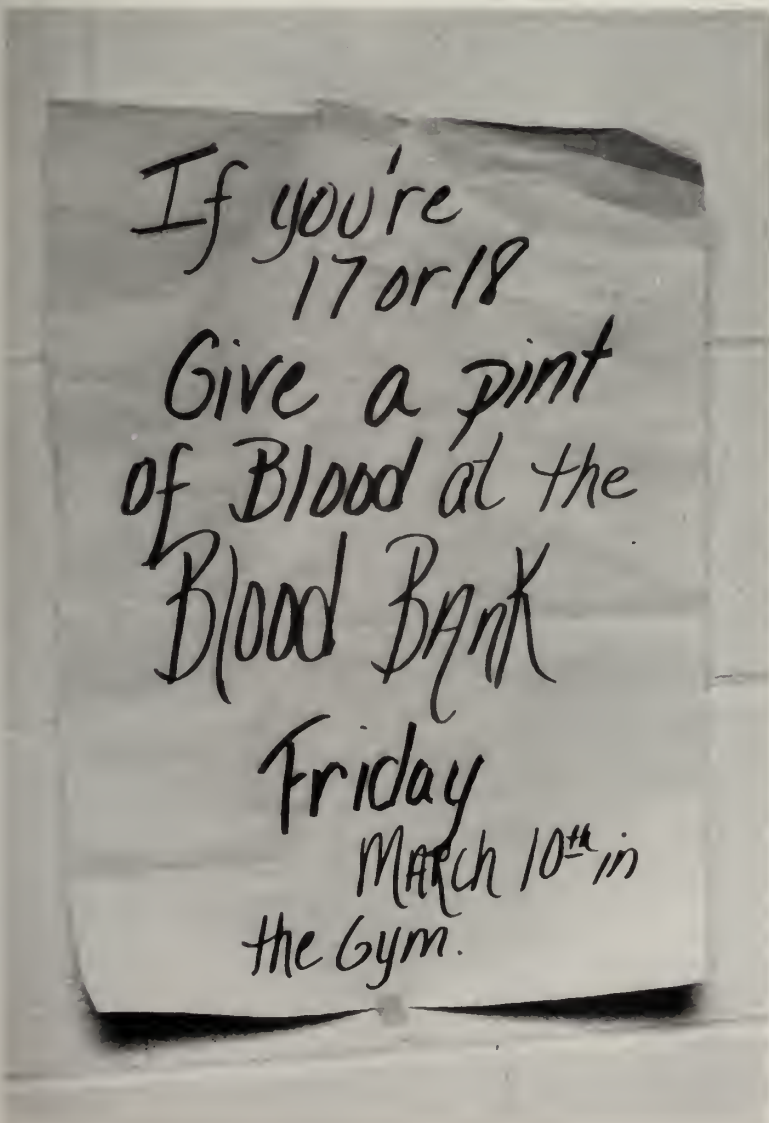 If you're
17 or 18
Give a pint
of Blood at the
Blood BAnK
Friday
MARch 10th in
the Gym.